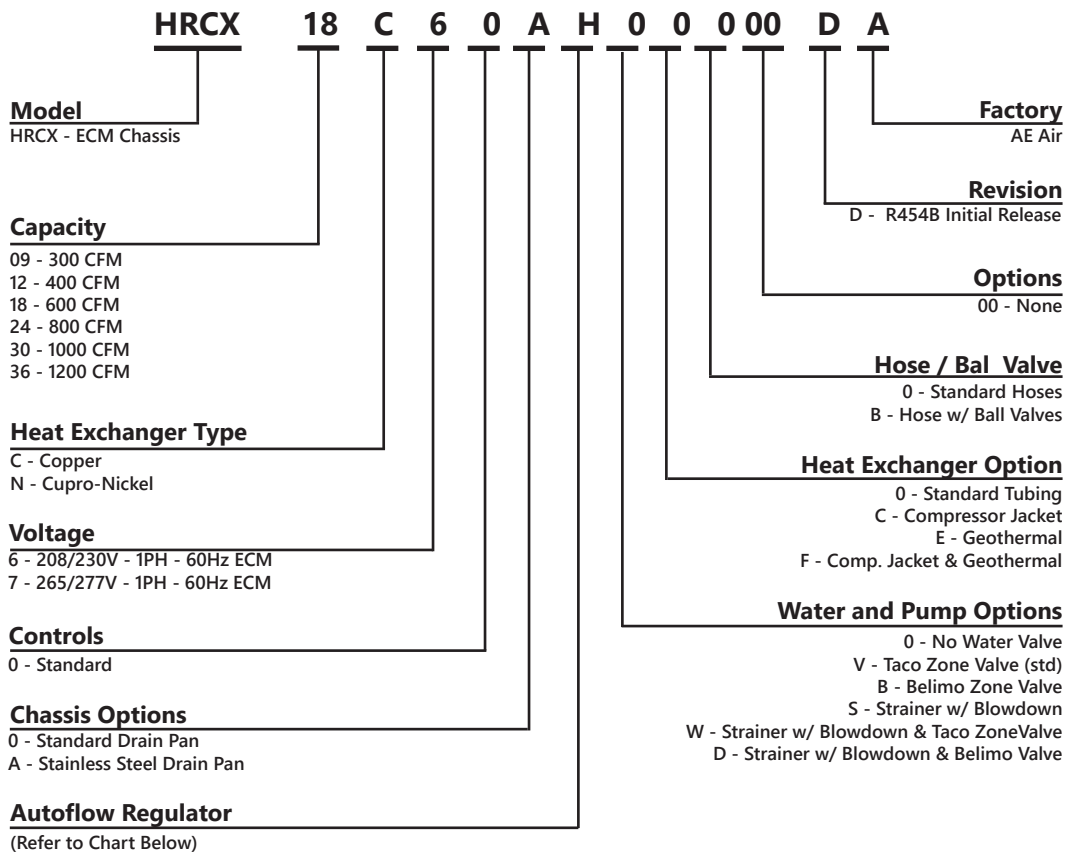 HRCX 18 C 6 0 A H 0 0 0 00 D A
Model
HRCX - ECM Chassis
Capacity
09 - 300 CFM
12 - 400 CFM
18 - 600 CFM
24 - 800 CFM
30 - 1000 CFM
36 - 1200 CFM
Heat Exchanger Type
C - Copper
N - Cupro-Nickel
Voltage
6 - 208/230V - 1PH - 60Hz ECM
7 - 265/277V - 1PH - 60Hz ECM
Controls
0 - Standard
Chassis Options
0 - Standard Drain Pan
A - Stainless Steel Drain Pan
Autoflow Regulator
(Refer to Chart Below)
Factory
AE Air
Revision
D - R454B Initial Release
Options
00 - None
Hose / Bal Valve
0 - Standard Hoses
B - Hose w/ Ball Valves
Heat Exchanger Option
0 - Standard Tubing
C - Compressor Jacket
E - Geothermal
F - Comp. Jacket & Geothermal
Water and Pump Options
0 - No Water Valve
V - Taco Zone Valve (std)
B - Belimo Zone Valve
S - Strainer w/ Blowdown
W - Strainer w/ Blowdown & Taco ZoneValve
D - Strainer w/ Blowdown & Belimo Valve